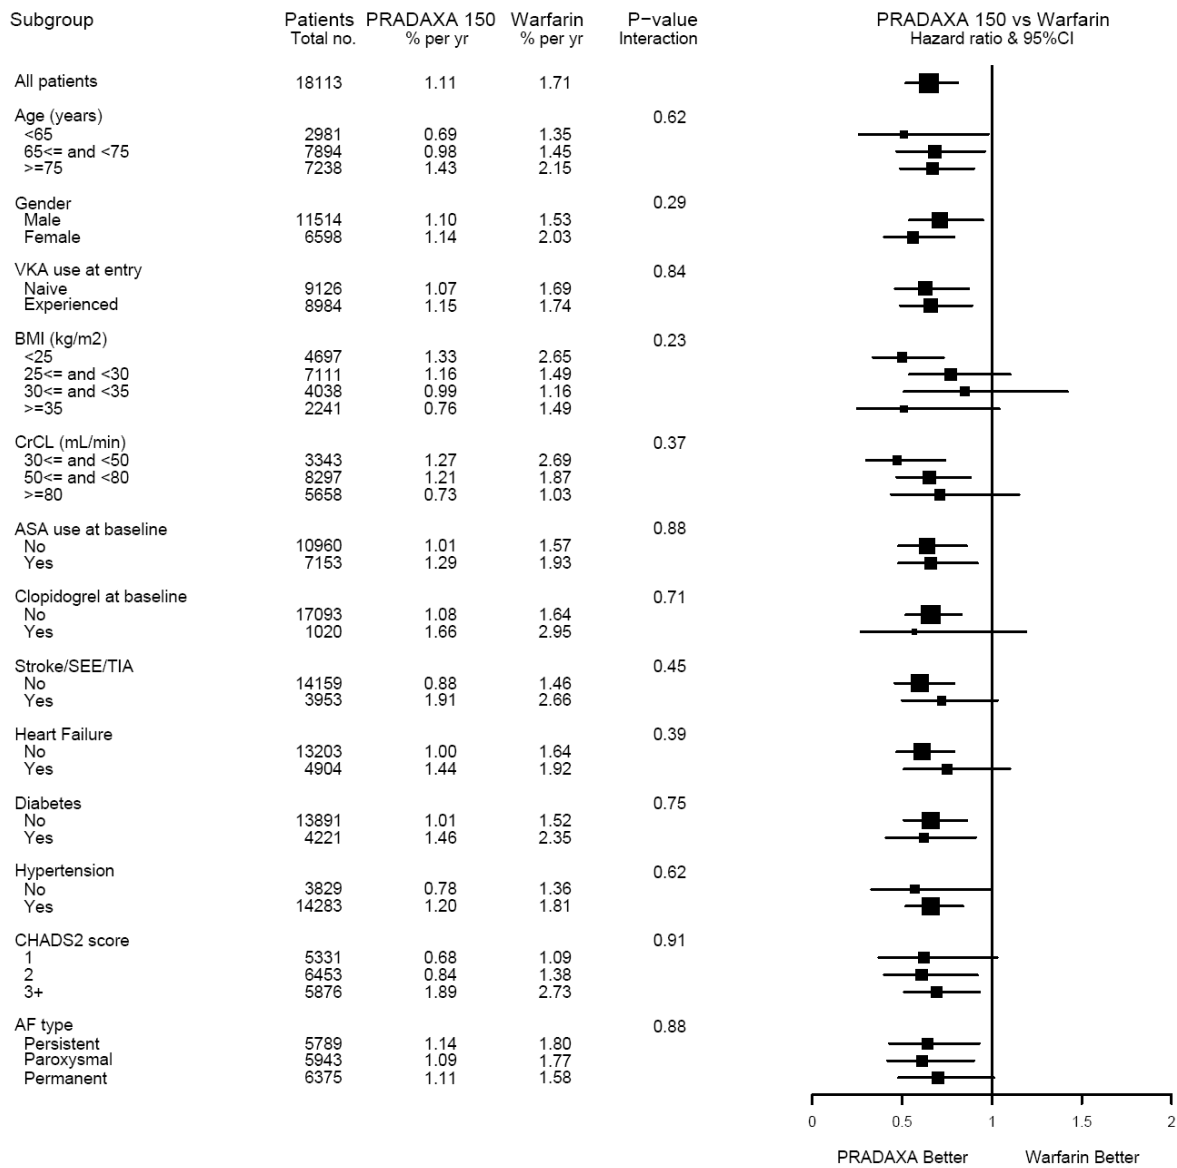 Subgroup Patients PRADAXA 150 Warfarin P−value PRADAXA 150 vs Warfarin
Total no. % per yr % per yr Interaction Hazard ratio & 95%CI
All patients 18113 1.11 1.71
Age (years) 0.62
<65 2981 0.69 1.35
65<= and <75 7894 0.98 1.45
>=75 7238 1.43 2.15
Gender 0.29
Male 11514 1.10 1.53
Female 6598 1.14 2.03
VKA use at entry 0.84
Naive 9126 1.07 1.69
Experienced 8984 1.15 1.74
BMI (kg/m2) 0.23
<25 4697 1.33 2.65
25<= and <30 7111 1.16 1.49
30<= and <35 4038 0.99 1.16
>=35 2241 0.76 1.49
CrCL (mL/min) 0.37
30<= and <50 3343 1.27 2.69
50<= and <80 8297 1.21 1.87
>=80 5658 0.73 1.03
ASA use at baseline 0.88
No 10960 1.01 1.57
Yes 7153 1.29 1.93
Clopidogrel at baseline 0.71
No 17093 1.08 1.64
Yes 1020 1.66 2.95
Stroke/SEE/TIA 0.45
No 14159 0.88 1.46
Yes 3953 1.91 2.66
Heart Failure 0.39
No 13203 1.00 1.64
Yes 4904 1.44 1.92
Diabetes 0.75
No 13891 1.01 1.52
Yes 4221 1.46 2.35
Hypertension 0.62
No 3829 0.78 1.36
Yes 14283 1.20 1.81
CHADS2 score 0.91
1 5331 0.68 1.09
2 6453 0.84 1.38
3+ 5876 1.89 2.73
AF type 0.88
Persistent 5789 1.14 1.80
Paroxysmal 5943 1.09 1.77
Permanent 6375 1.11 1.58
0 0.5 1 1.5 2
PRADAXA Better Warfarin Better